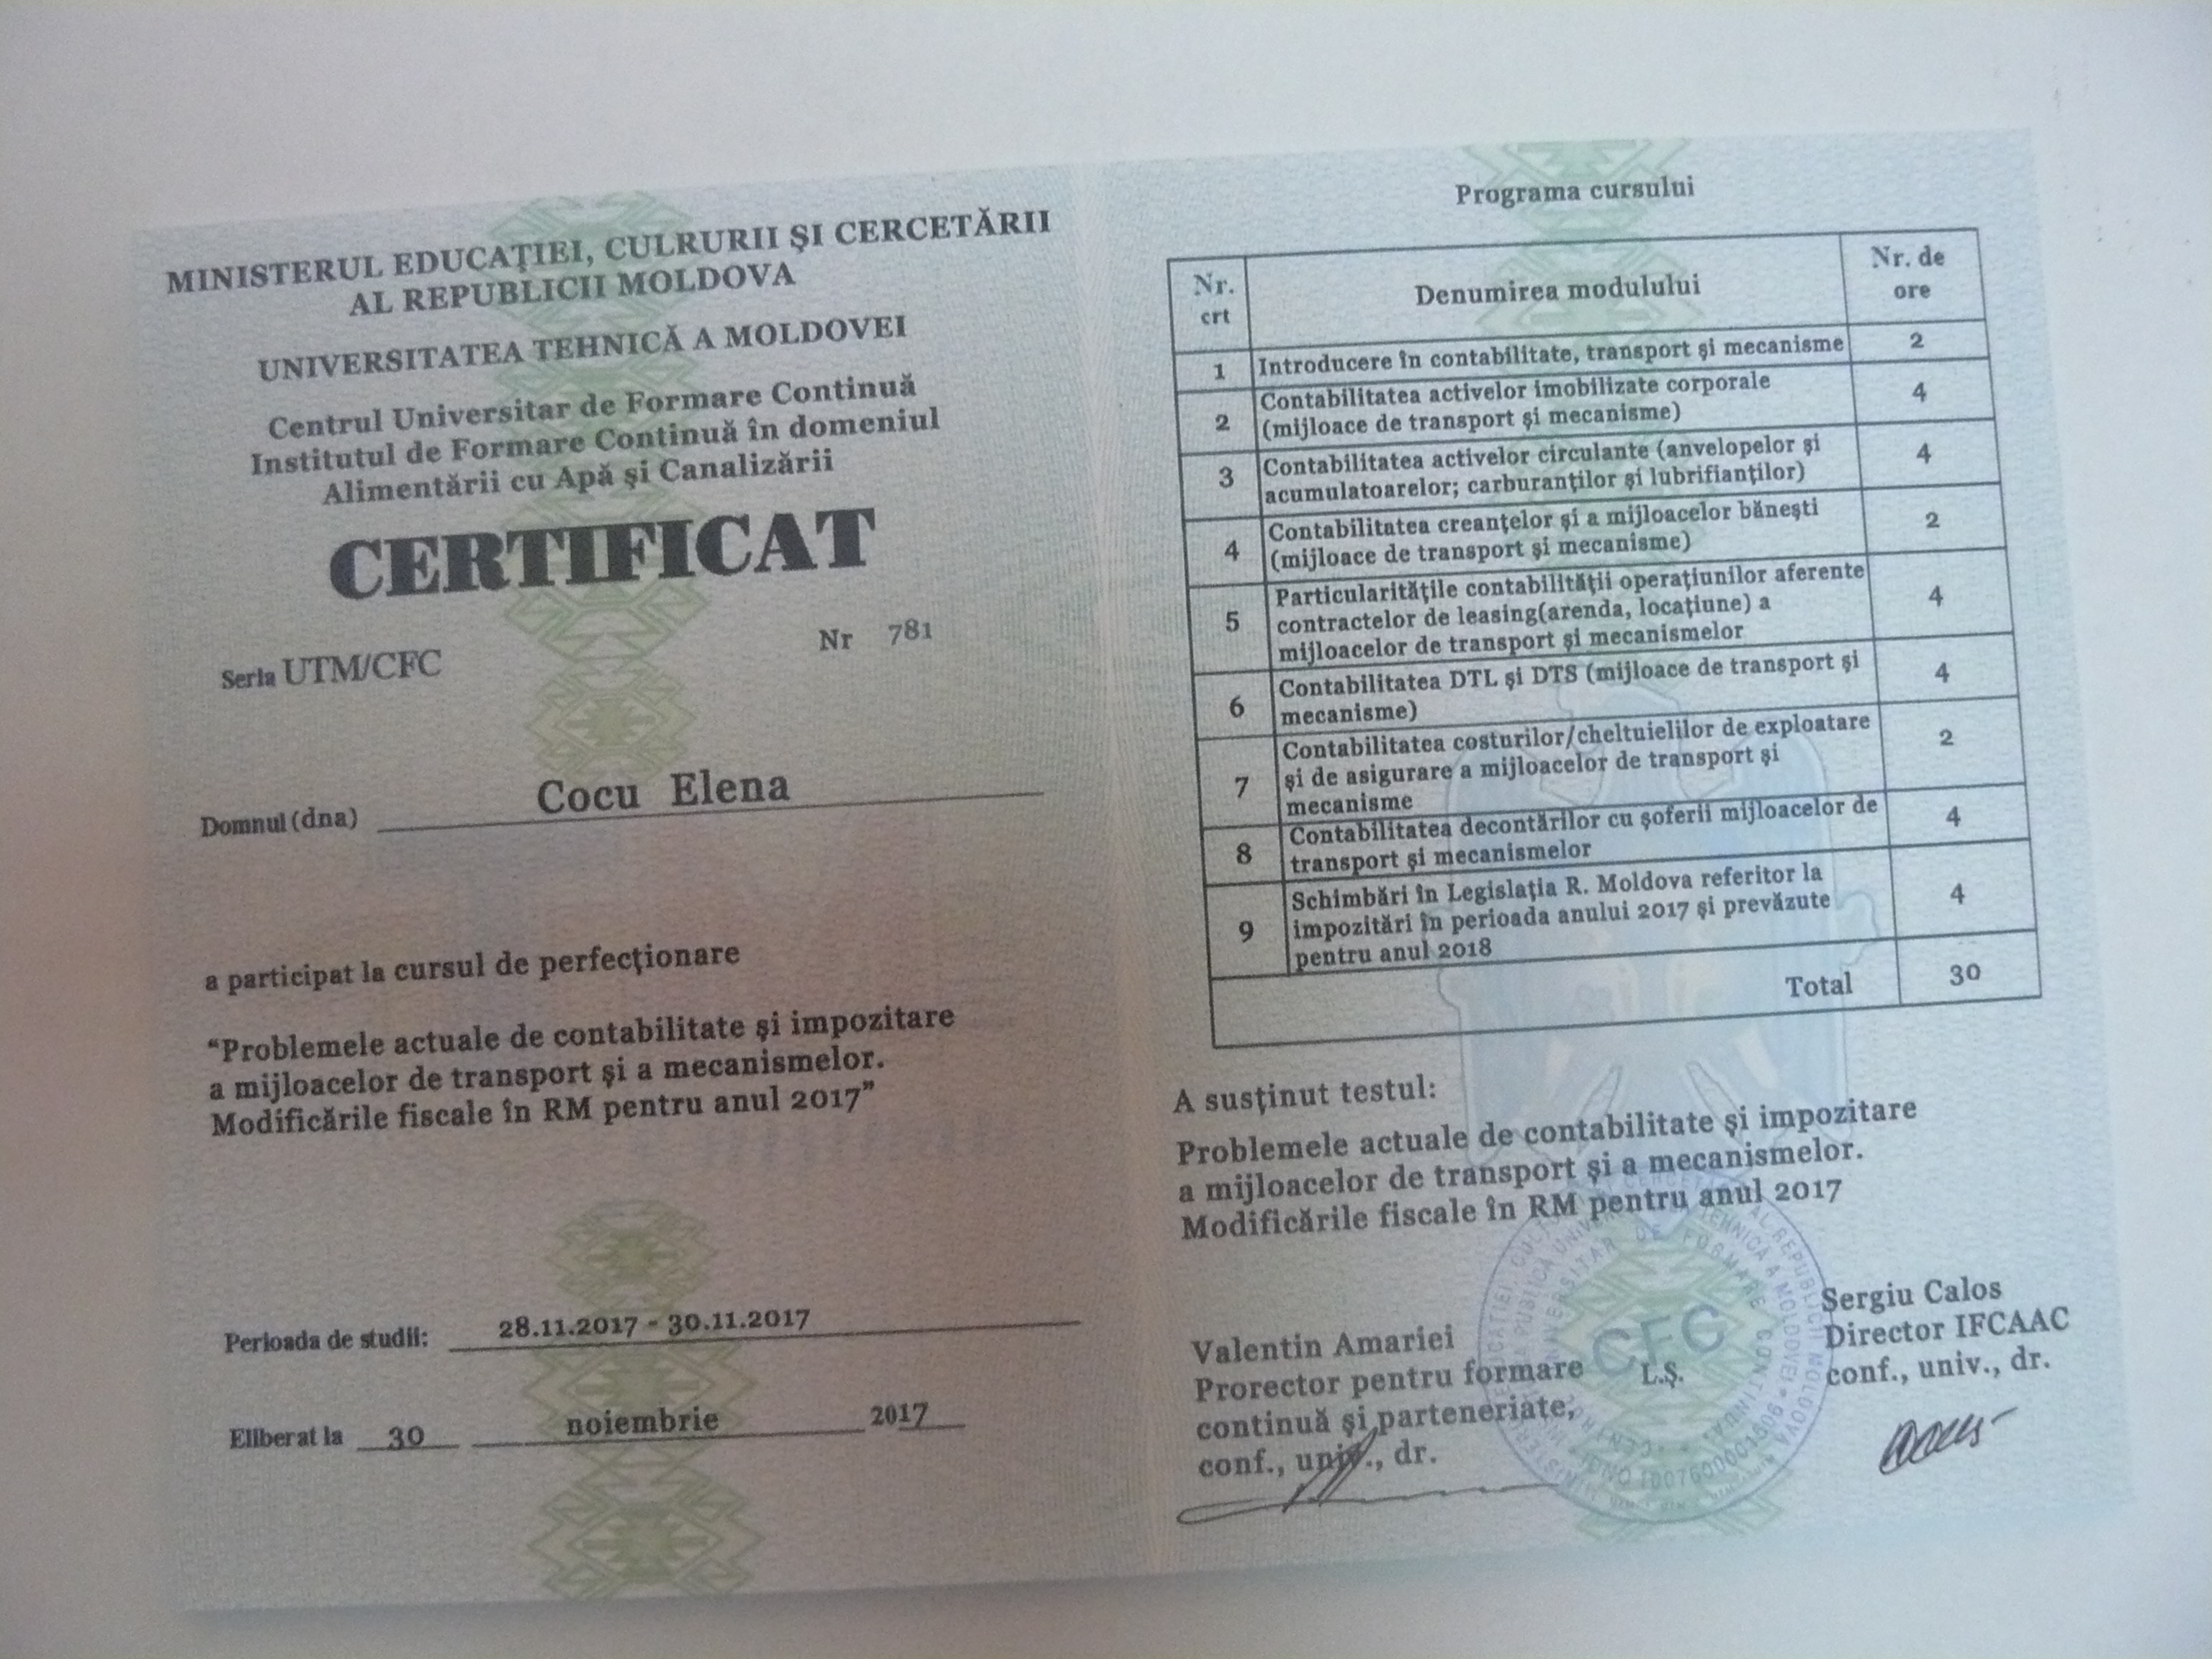 MINISTERUL EDUCAŢIEI, CULRURII ŞI CERCETĂRII
AL REPUBLICII MOLDOVA
UNIVERSITATEA TEHNICĂ A MOLDOVEI
Centrul Universitar de Formare Continuă
Institutul de Formare Continuă în domeniul
Alimentării cu Apă şi Canalizării
CERTIFICAT
Seria UTM/CFC Nr 781
Domnul (dna) Cocu Elena
a participat la cursul de perfecţionare
“Problemele actuale de contabilitate şi impozitare
a mijloacelor de transport şi a mecanismelor.
Modificările fiscale în RM pentru anul 2017”
Perioada de studii: 28.11.2017 - 30.11.2017
Eliberat la 30 noiembrie 2017
Programa cursului
Nr. crt Denumirea modulului Nr. de ore
1 Introducere în contabilitate, transport şi mecanisme 2
2 Contabilitatea activelor imobilizate corporale
(mijloace de transport şi mecanisme) 4
3 Contabilitatea activelor circulante (anvelopelor şi
acumulatoarelor; carburanţilor şi lubrifianţilor) 4
4 Contabilitatea creanţelor şi a mijloacelor băneşti
(mijloace de transport şi mecanisme) 2
5 Particularităţile contabilităţii operaţiunilor aferente
contractelor de leasing(arenda, locaţiune) a
mijloacelor de transport şi mecanismelor 4
6 Contabilitatea DTL şi DTS (mijloace de transport şi
mecanisme) 4
7 Contabilitatea costurilor/cheltuielilor de exploatare
şi de asigurare a mijloacelor de transport şi
mecanisme 2
8 Contabilitatea decontărilor cu şoferii mijloacelor de
transport şi mecanismelor 4
9 Schimbări în Legislaţia R. Moldova referitor la
impozitări în perioada anului 2017 şi prevăzute
pentru anul 2018 4
Total 30
A susţinut testul:
Problemele actuale de contabilitate şi impozitare
a mijloacelor de transport şi a mecanismelor.
Modificările fiscale în RM pentru anul 2017
Valentin Amariei
Prorector pentru formare
continuă şi parteneriate,
conf., univ., dr.
CFC
L.Ş.
Sergiu Calos
Director IFCAAC
conf., univ., dr.